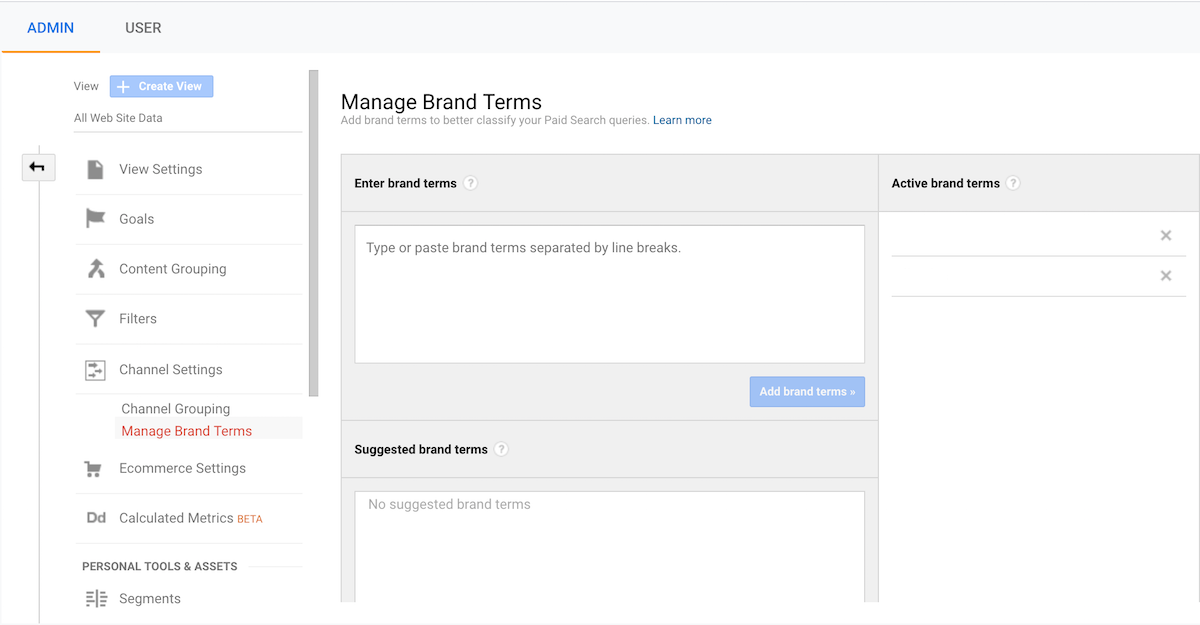 ADMIN USER
View + Create View
All Web Site Data
View Settings
Goals
Content Grouping
Filters
Channel Settings
Channel Grouping
Manage Brand Terms
Ecommerce Settings
Dd Calculated Metrics BETA
PERSONAL TOOLS & ASSETS
Segments
Manage Brand Terms
Add brand terms to better classify your Paid Search queries. Learn more
Enter brand terms ?
Type or paste brand terms separated by line breaks.
Add brand terms »
Suggested brand terms ?
No suggested brand terms
Active brand terms ?